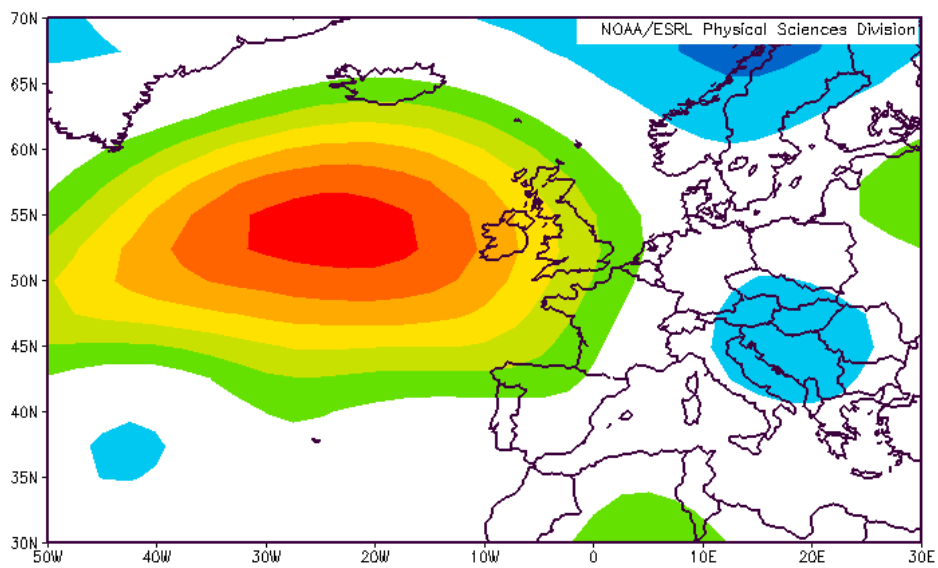 70N
NOAA/ESRL Physical Sciences Division
65N
60N
55N
50N
45N
40N
35N
30N
50W 40W 30W 20W 10W 0 10E 20E 30E